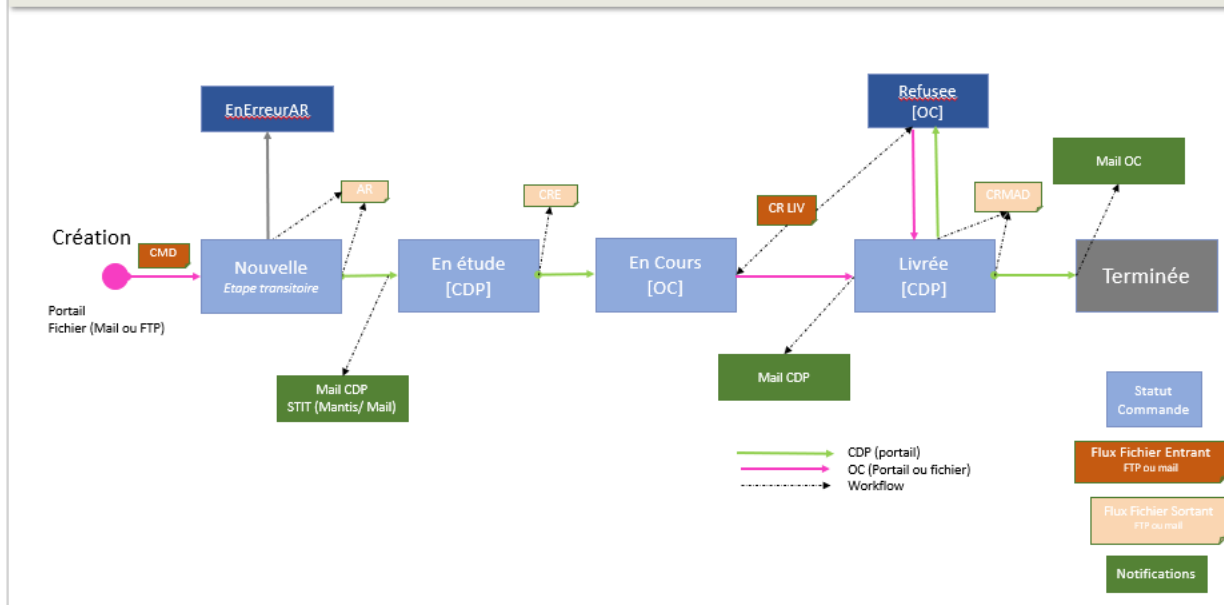 EnErreurAR
Refusee
[OC]
Mail OC
AR
CRE
CR LIV
CRMAD
Création
CMD
Nouvelle
Etape transitoire
En étude
[CDP]
En Cours
[OC]
Livrée
[CDP]
Terminée
Portail
Fichier (Mail ou FTP)
Mail CDP
STIT (Mantis/ Mail)
Mail CDP
Statut
Commande
CDP (portail)
OC (Portail ou fichier)
Workflow
Flux Fichier Entrant
FTP ou mail
Flux Fichier Sortant
FTP ou mail
Notifications